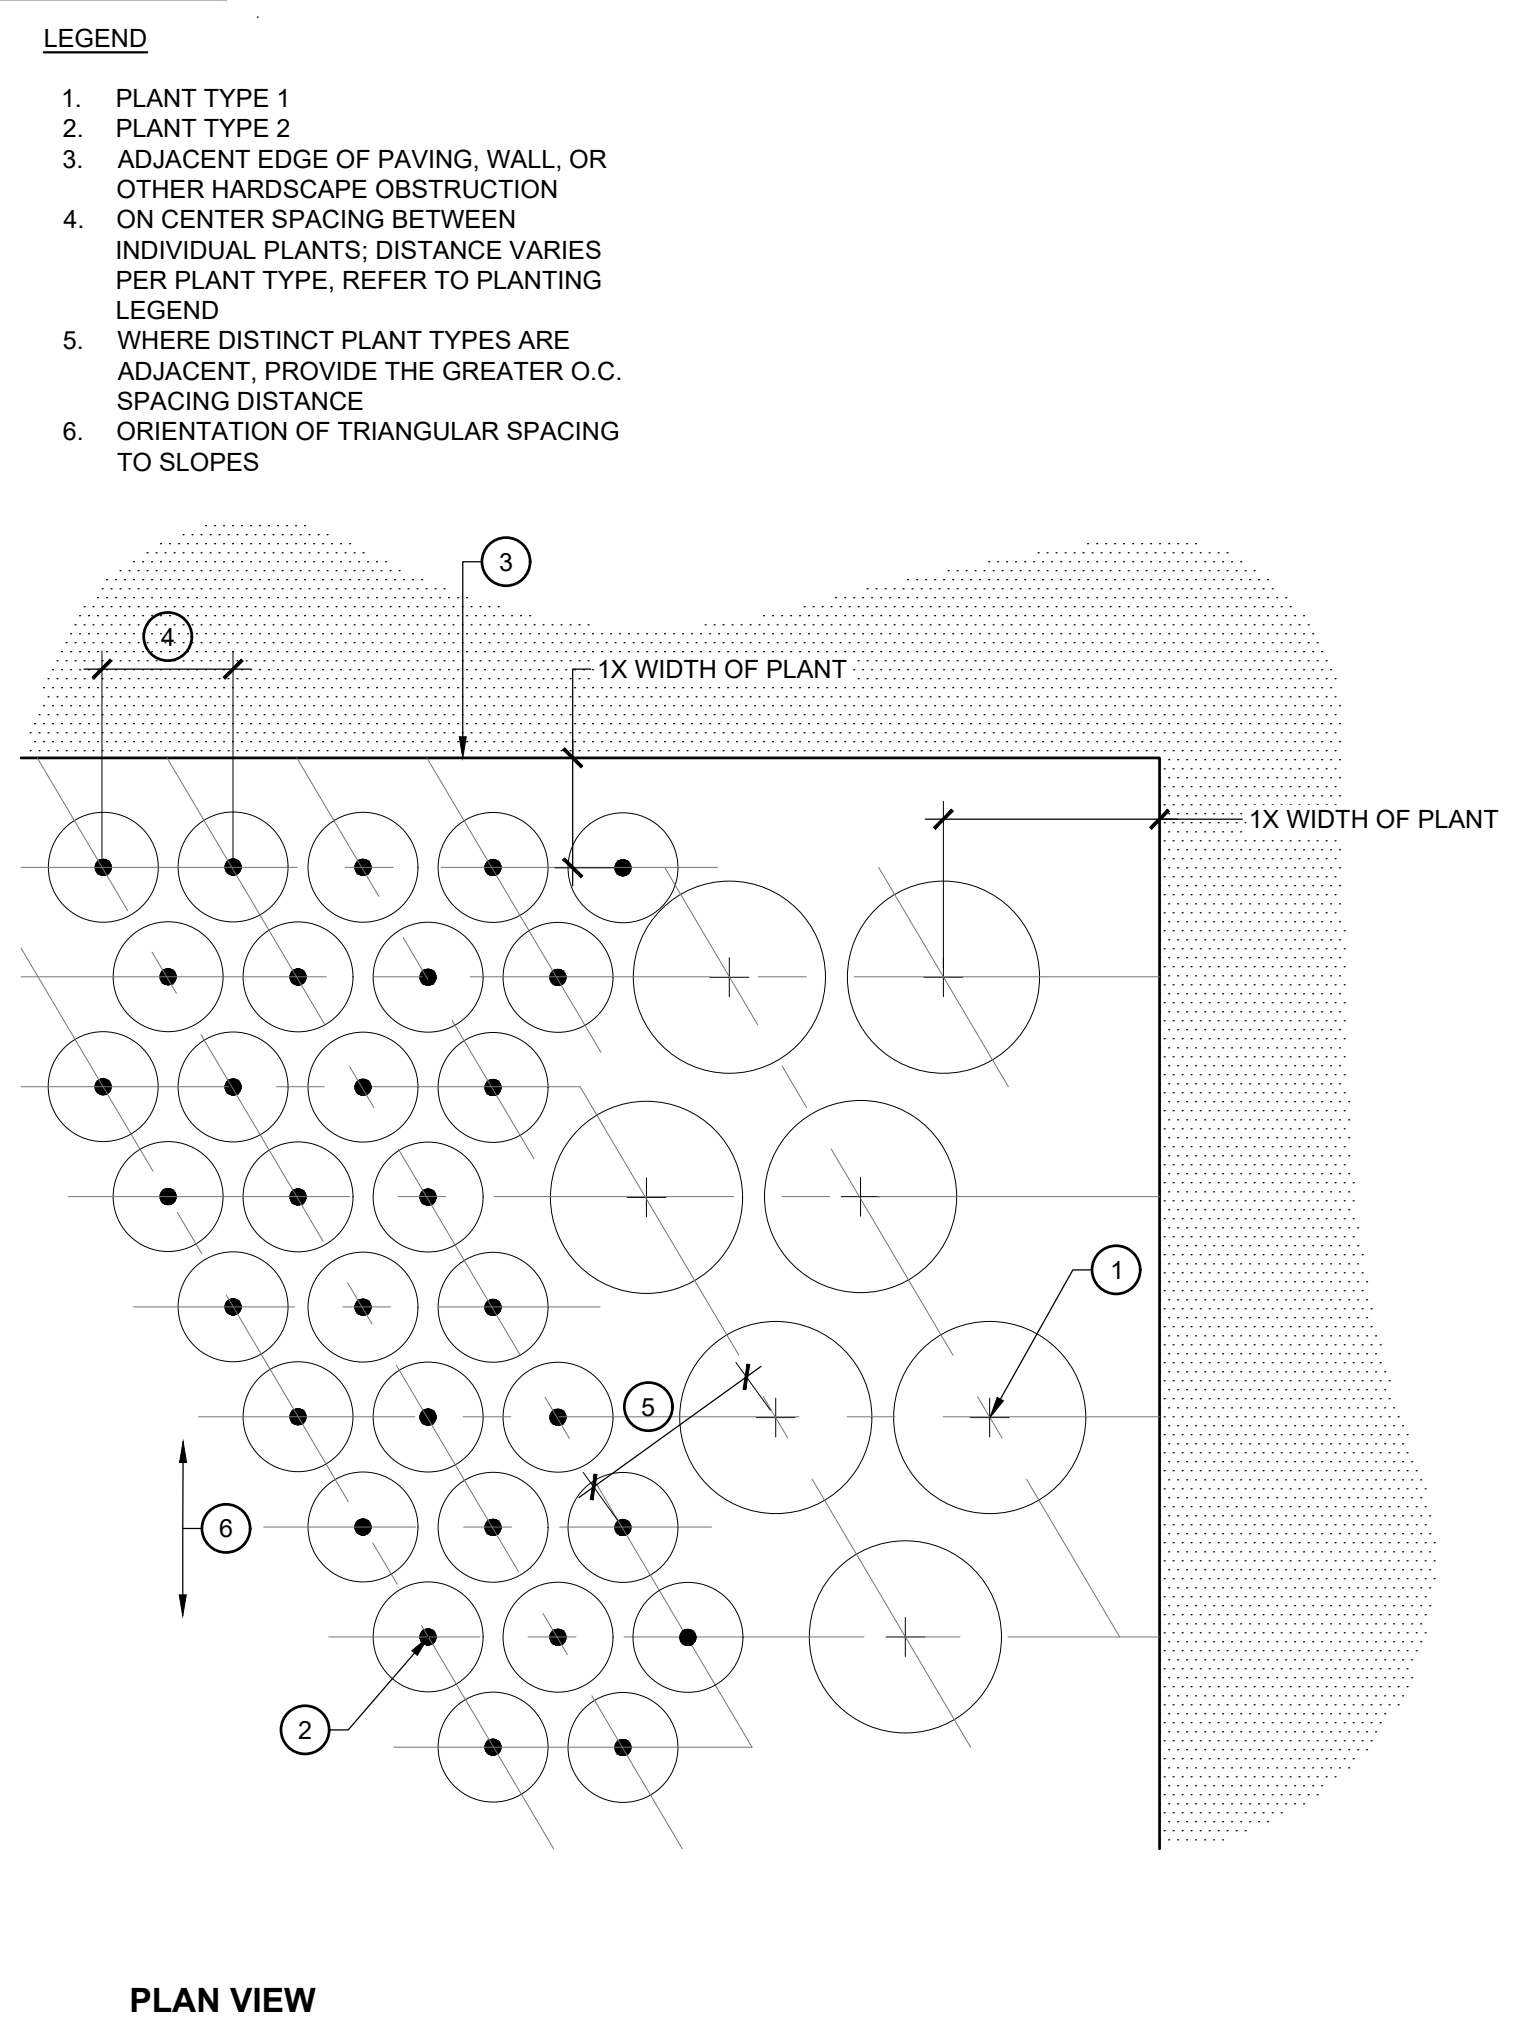 LEGEND
1. PLANT TYPE 1
2. PLANT TYPE 2
3. ADJACENT EDGE OF PAVING, WALL, OR
OTHER HARDSCAPE OBSTRUCTION
4. ON CENTER SPACING BETWEEN
INDIVIDUAL PLANTS; DISTANCE VARIES
PER PLANT TYPE, REFER TO PLANTING
LEGEND
5. WHERE DISTINCT PLANT TYPES ARE
ADJACENT, PROVIDE THE GREATER O.C.
SPACING DISTANCE
6. ORIENTATION OF TRIANGULAR SPACING
TO SLOPES
3
4
1X WIDTH OF PLANT
1X WIDTH OF PLANT
1
5
6
2
PLAN VIEW